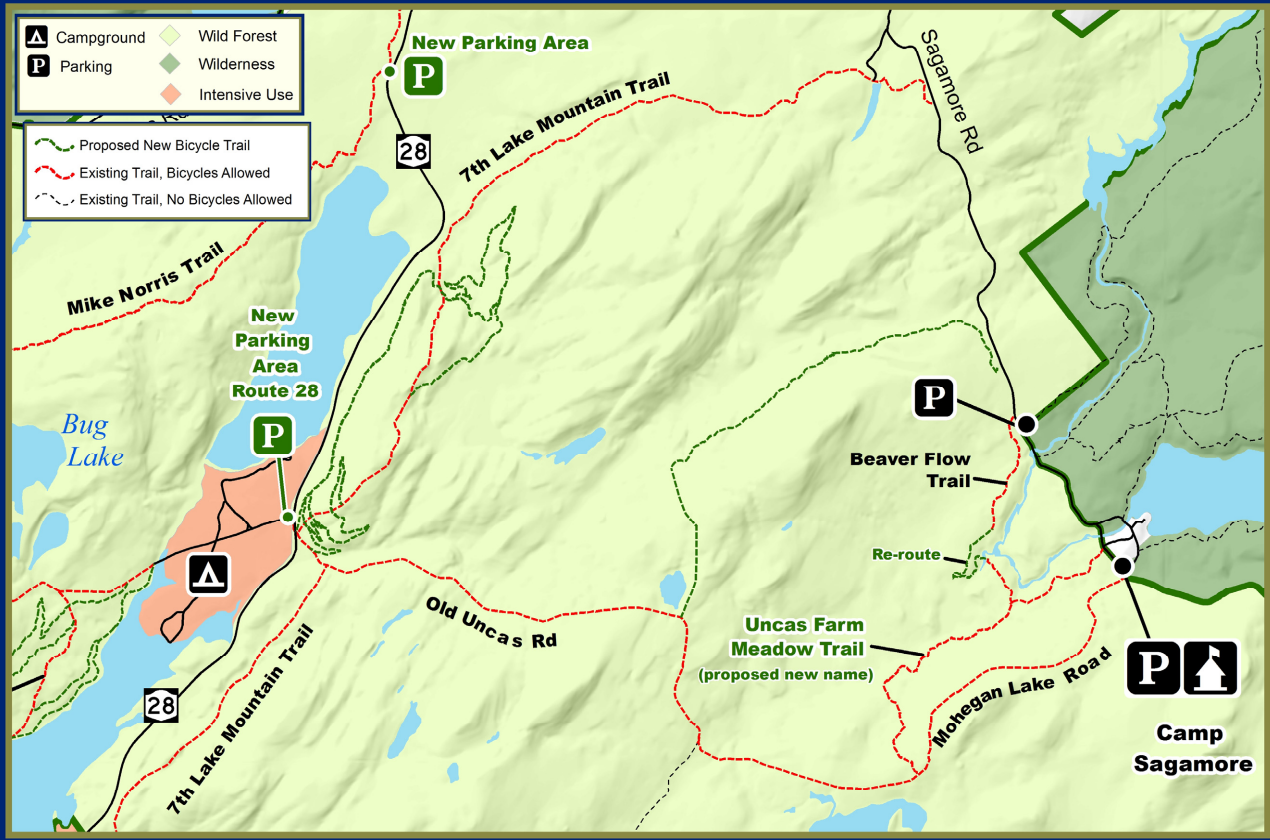 Campground
Wild Forest
P
Parking
Wilderness
Intensive Use
Proposed New Bicycle Trail
Existing Trail, Bicycles Allowed
Existing Trail, No Bicycles Allowed
New Parking Area
P
28
7th Lake Mountain Trail
Sagamore Rd
Mike Norris Trail
New
Parking
Area
Route 28
P
Bug
Lake
P
Beaver Flow
Trail
Re-route
Old Uncas Rd
Uncas Farm
Meadow Trail
(proposed new name)
Mohegan Lake Road
P
Camp
Sagamore
28
7th Lake Mountain Trail